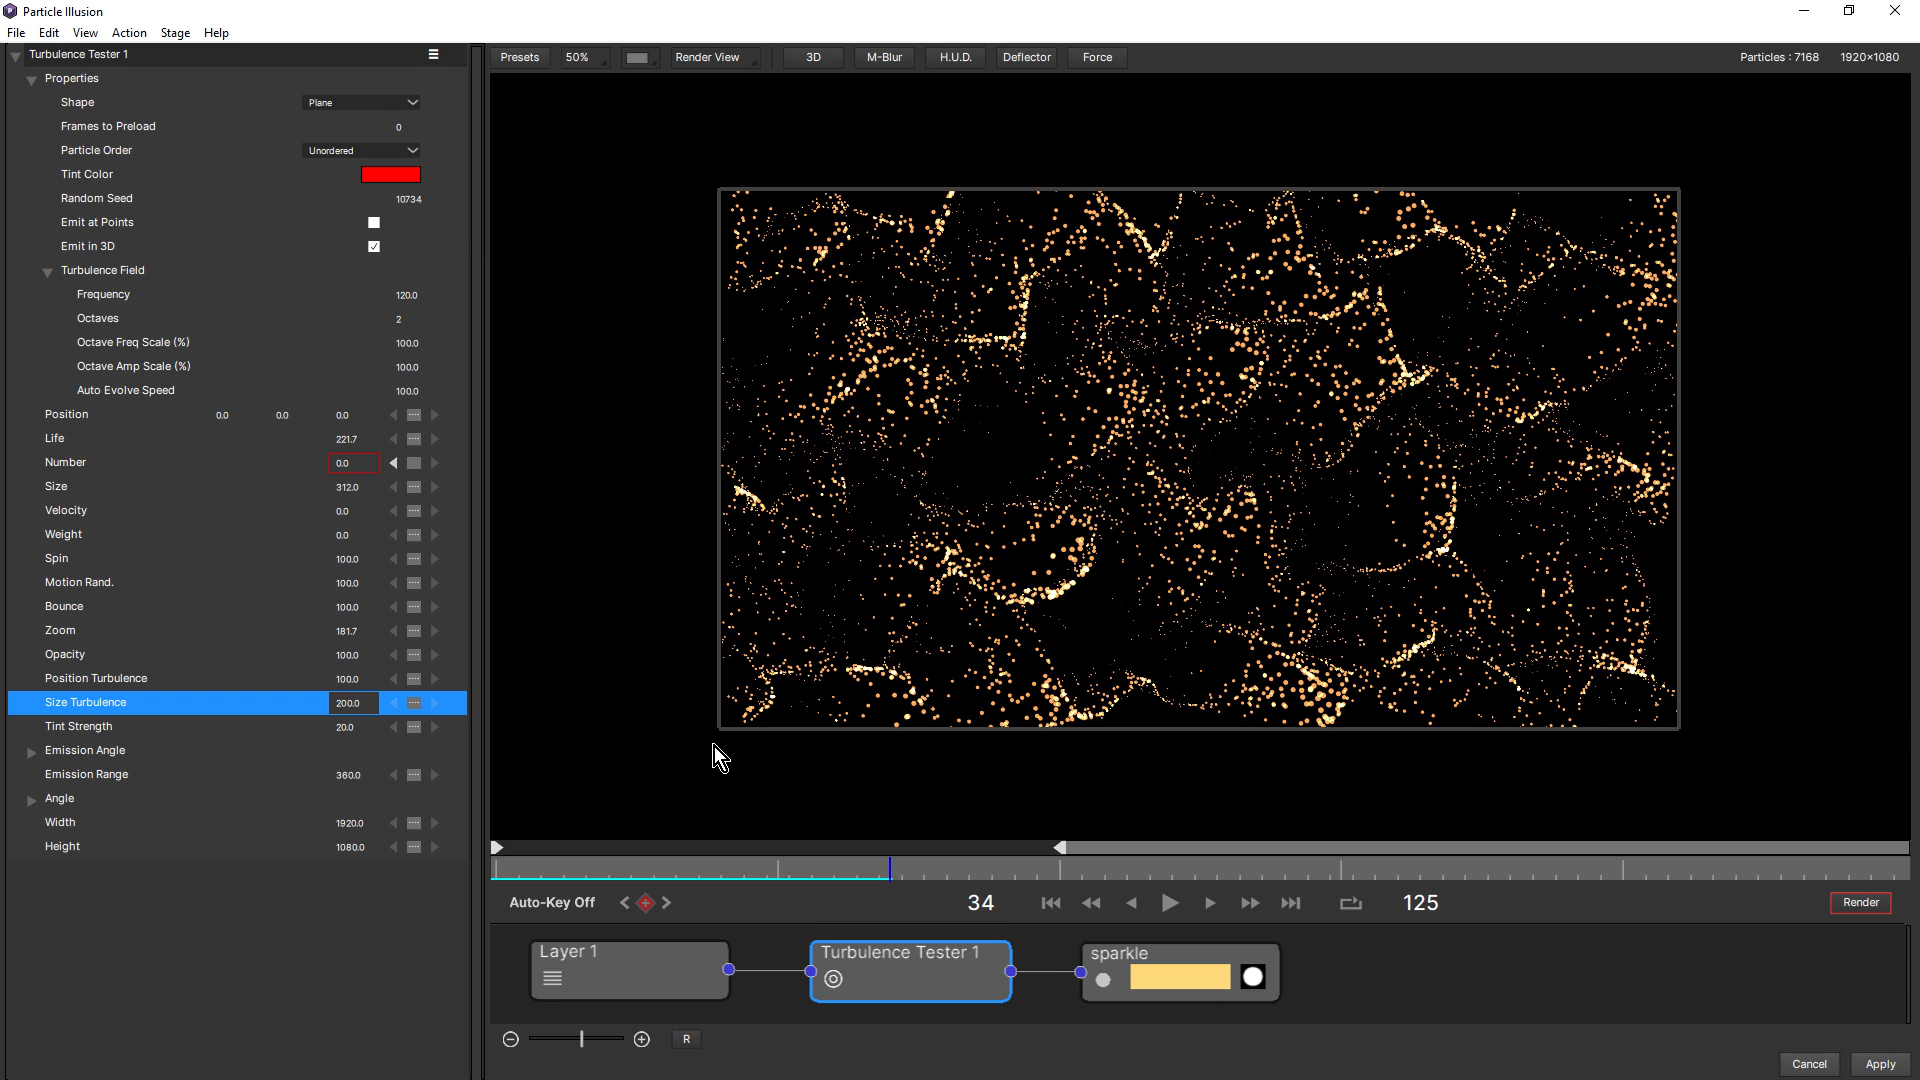 Particle Illusion
File Edit View Action Stage Help
Turbulence Tester 1
Presets 50% Render View 3D M-Blur H.U.D. Deflector Force Particles : 7168 1920×1080
Properties
Shape Plane
Frames to Preload 0
Particle Order Unordered
Tint Color
Random Seed 10734
Emit at Points
Emit in 3D
Turbulence Field
Frequency 120.0
Octaves 2
Octave Freq Scale (%) 100.0
Octave Amp Scale (%) 100.0
Auto Evolve Speed 100.0
Position 0.0 0.0 0.0
Life 221.7
Number 0.0
Size 312.0
Velocity 0.0
Weight 0.0
Spin 100.0
Motion Rand. 100.0
Bounce 100.0
Zoom 181.7
Opacity 100.0
Position Turbulence 100.0
Size Turbulence 200.0
Tint Strength 20.0
Emission Angle
Emission Range 360.0
Angle
Width 1920.0
Height 1080.0
Auto-Key Off 34 125 Render
Layer 1 Turbulence Tester 1 sparkle
R
Cancel Apply